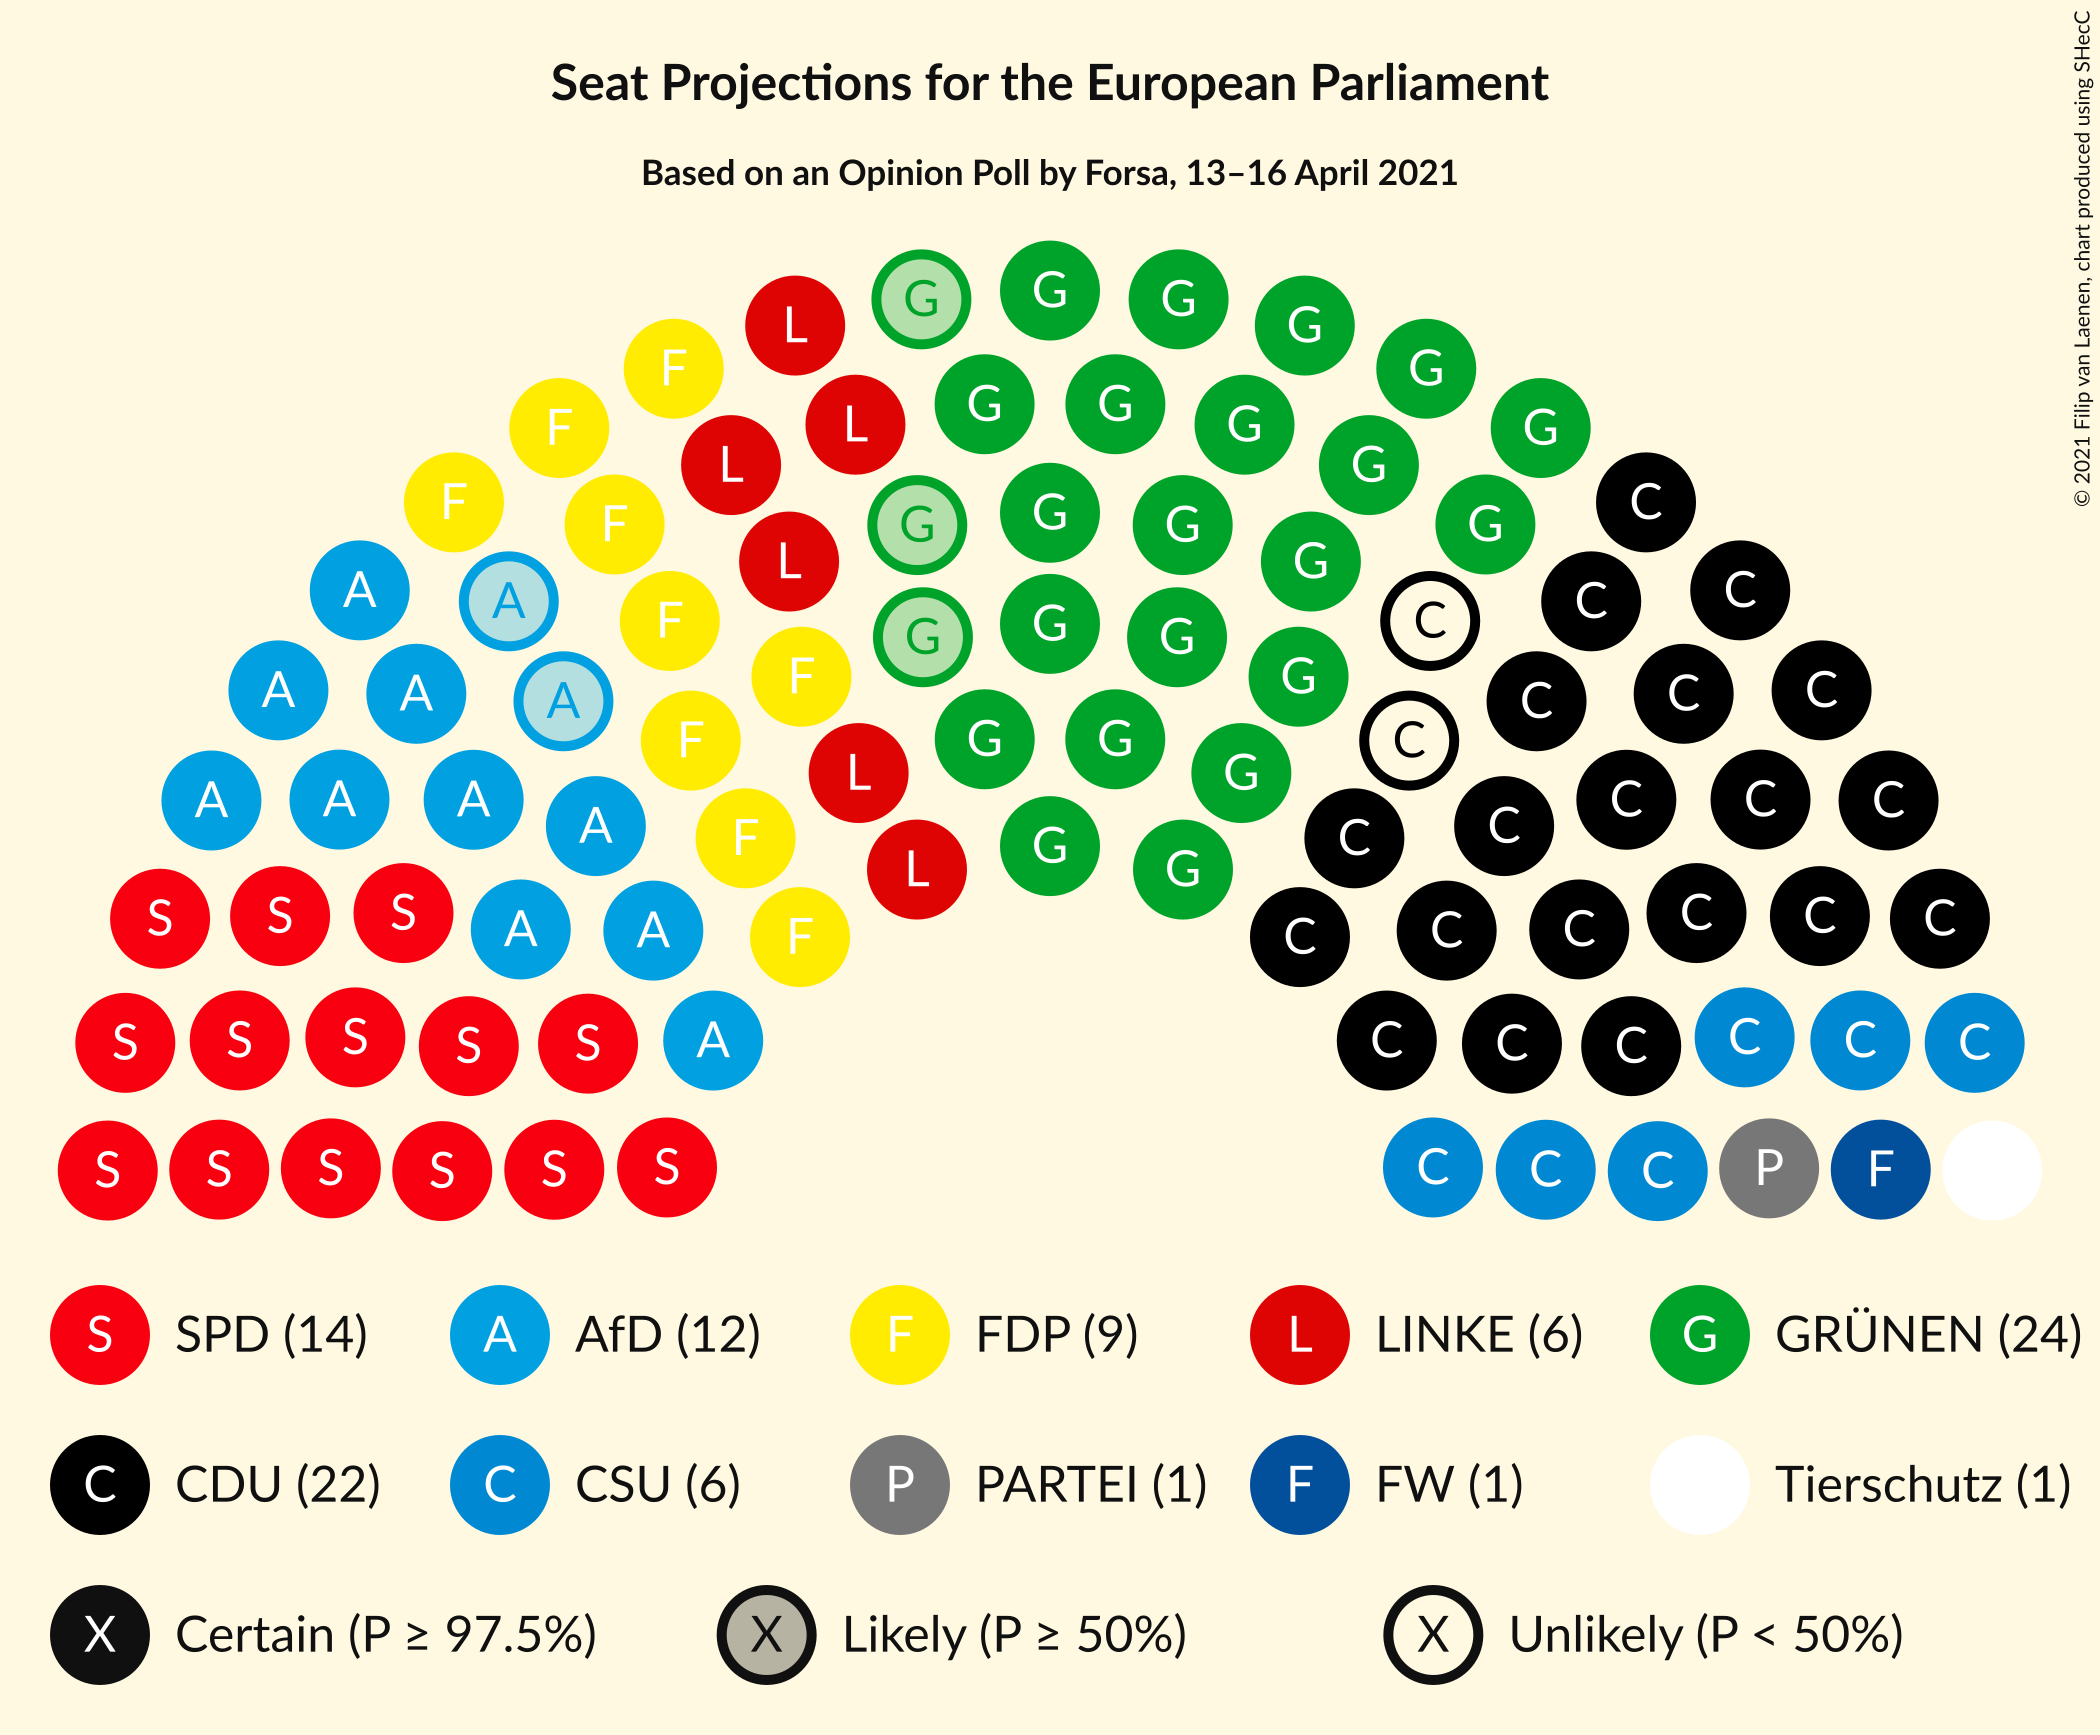 Seat Projections for the European Parliament
Based on an Opinion Poll by Forsa, 13–16 April 2021
© 2021 Filip van Laenen, chart produced using SHecC
G G G G
L G G
F F
F L L G G G G G
F F L G G G G C
A A F L G G G C C C
A A A F F G C C C C
A A A A F L G G G C C C C C
S S S A A F L G G C C C C C C
S S S S S A C C C C C C
S S S S S S C C C P F
S SPD (14) A AfD (12) F FDP (9) L LINKE (6) G GRÜNEN (24)
C CDU (22) C CSU (6) P PARTEI (1) F FW (1) Tierschutz (1)
X Certain (P ≥ 97.5%) X Likely (P ≥ 50%) X Unlikely (P < 50%)